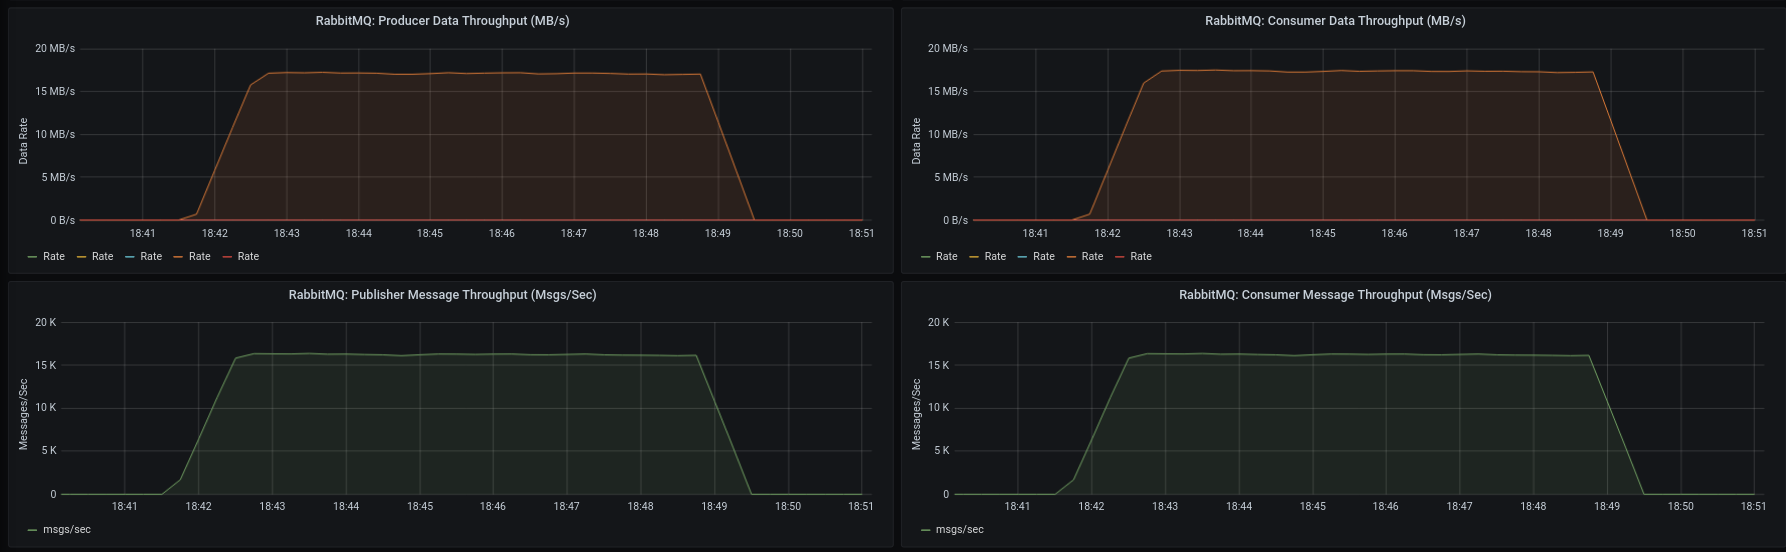 RabbitMQ: Producer Data Throughput (MB/s)
20 MB/s
15 MB/s
10 MB/s
5 MB/s
0 B/s
Data Rate
18:41 18:42 18:43 18:44 18:45 18:46 18:47 18:48 18:49 18:50 18:51
Rate Rate Rate Rate Rate
RabbitMQ: Consumer Data Throughput (MB/s)
20 MB/s
15 MB/s
10 MB/s
5 MB/s
0 B/s
Data Rate
18:41 18:42 18:43 18:44 18:45 18:46 18:47 18:48 18:49 18:50 18:51
Rate Rate Rate Rate Rate
RabbitMQ: Publisher Message Throughput (Msgs/Sec)
20 K
15 K
10 K
5 K
0
Messages/Sec
18:41 18:42 18:43 18:44 18:45 18:46 18:47 18:48 18:49 18:50 18:51
msgs/sec
RabbitMQ: Consumer Message Throughput (Msgs/Sec)
20 K
15 K
10 K
5 K
0
Messages/Sec
18:41 18:42 18:43 18:44 18:45 18:46 18:47 18:48 18:49 18:50 18:51
msgs/sec